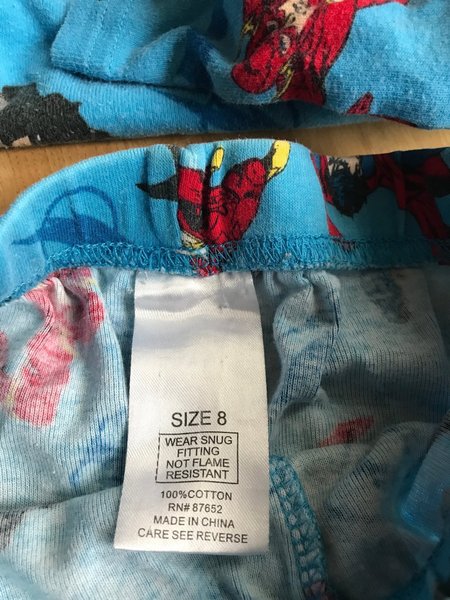 SIZE 8
WEAR SNUG
FITTING
NOT FLAME
RESISTANT
100%COTTON
RN# 87652
MADE IN CHINA
CARE SEE REVERSE